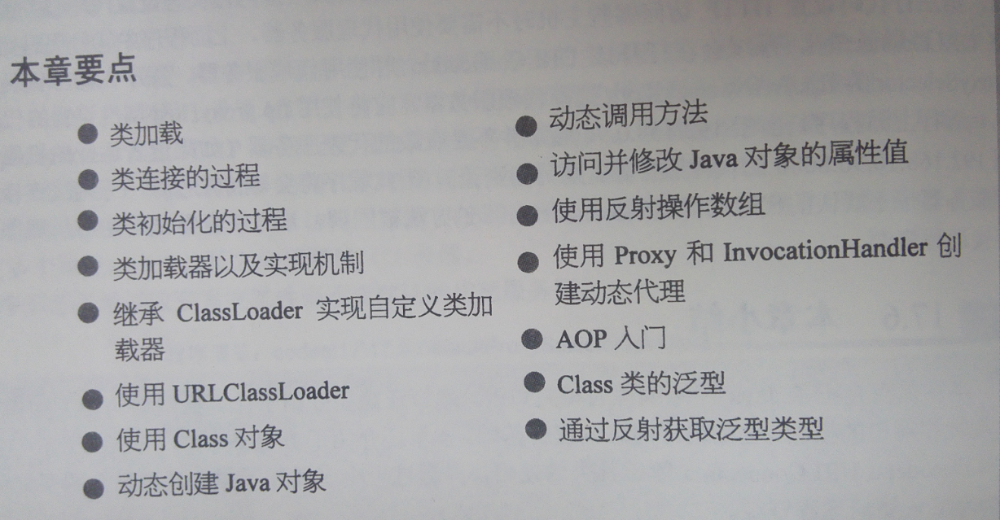 本章要点
● 类加载
● 类连接的过程
● 类初始化的过程
● 类加载器以及实现机制
● 继承 ClassLoader 实现自定义类加
载器
● 使用 URLClassLoader
● 使用 Class 对象
● 动态创建 Java 对象
● 动态调用方法
● 访问并修改 Java 对象的属性值
● 使用反射操作数组
● 使用 Proxy 和 InvocationHandler 创
建动态代理
● AOP 入门
● Class 类的泛型
● 通过反射获取泛型类型